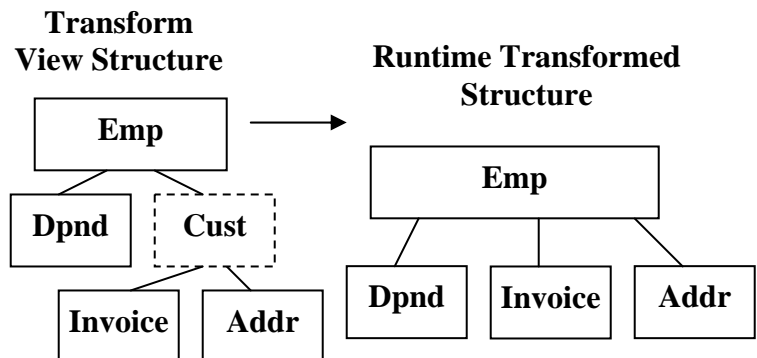 Transform
View Structure
Runtime Transformed
Structure
Emp
Emp
Dpnd
Cust
Dpnd
Invoice
Addr
Invoice
Addr